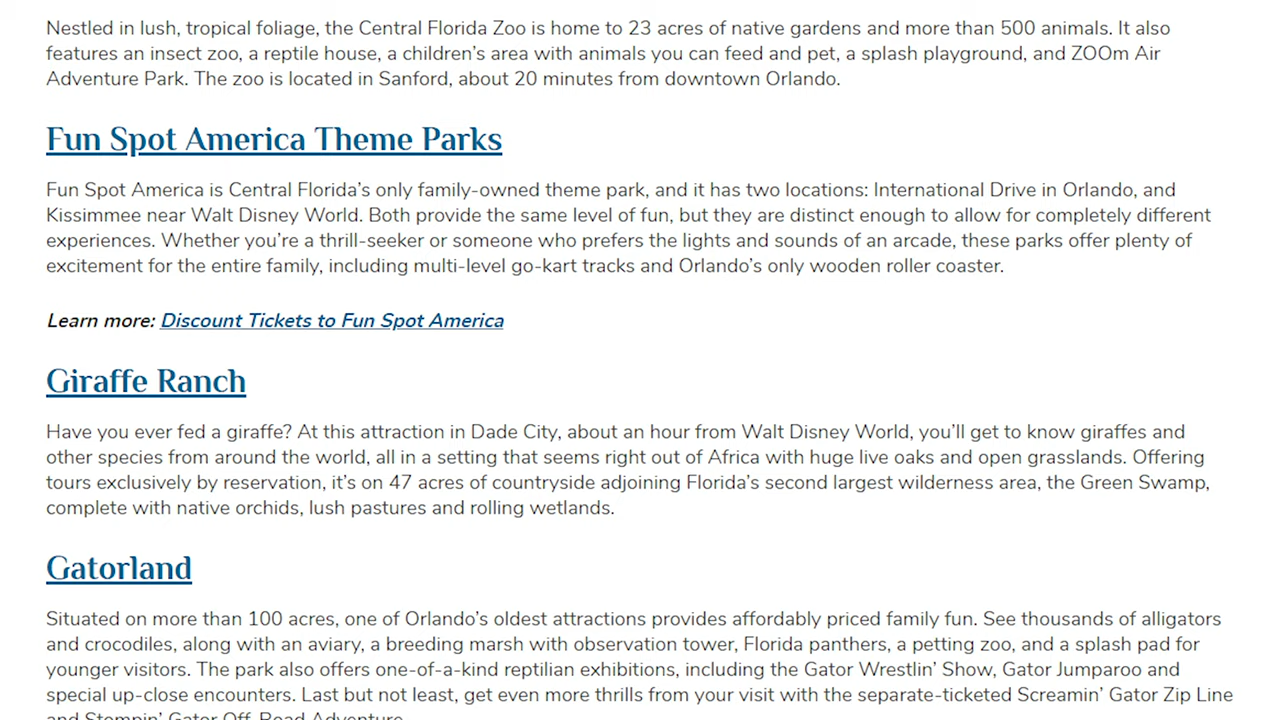 Nestled in lush, tropical foliage, the Central Florida Zoo is home to 23 acres of native gardens and more than 500 animals. It also
features an insect zoo, a reptile house, a children’s area with animals you can feed and pet, a splash playground, and ZOOm Air
Adventure Park. The zoo is located in Sanford, about 20 minutes from downtown Orlando.
Fun Spot America Theme Parks
Fun Spot America is Central Florida’s only family-owned theme park, and it has two locations: International Drive in Orlando, and
Kissimmee near Walt Disney World. Both provide the same level of fun, but they are distinct enough to allow for completely different
experiences. Whether you’re a thrill-seeker or someone who prefers the lights and sounds of an arcade, these parks offer plenty of
excitement for the entire family, including multi-level go-kart tracks and Orlando’s only wooden roller coaster.
Learn more: Discount Tickets to Fun Spot America
Giraffe Ranch
Have you ever fed a giraffe? At this attraction in Dade City, about an hour from Walt Disney World, you’ll get to know giraffes and
other species from around the world, all in a setting that seems right out of Africa with huge live oaks and open grasslands. Offering
tours exclusively by reservation, it’s on 47 acres of countryside adjoining Florida’s second largest wilderness area, the Green Swamp,
complete with native orchids, lush pastures and rolling wetlands.
Gatorland
Situated on more than 100 acres, one of Orlando’s oldest attractions provides affordably priced family fun. See thousands of alligators
and crocodiles, along with an aviary, a breeding marsh with observation tower, Florida panthers, a petting zoo, and a splash pad for
younger visitors. The park also offers one-of-a-kind reptilian exhibitions, including the Gator Wrestlin’ Show, Gator Jumparoo and
special up-close encounters. Last but not least, get even more thrills from your visit with the separate-ticketed Screamin’ Gator Zip Line
and Stompin’ Gator Off-Road Adventure.